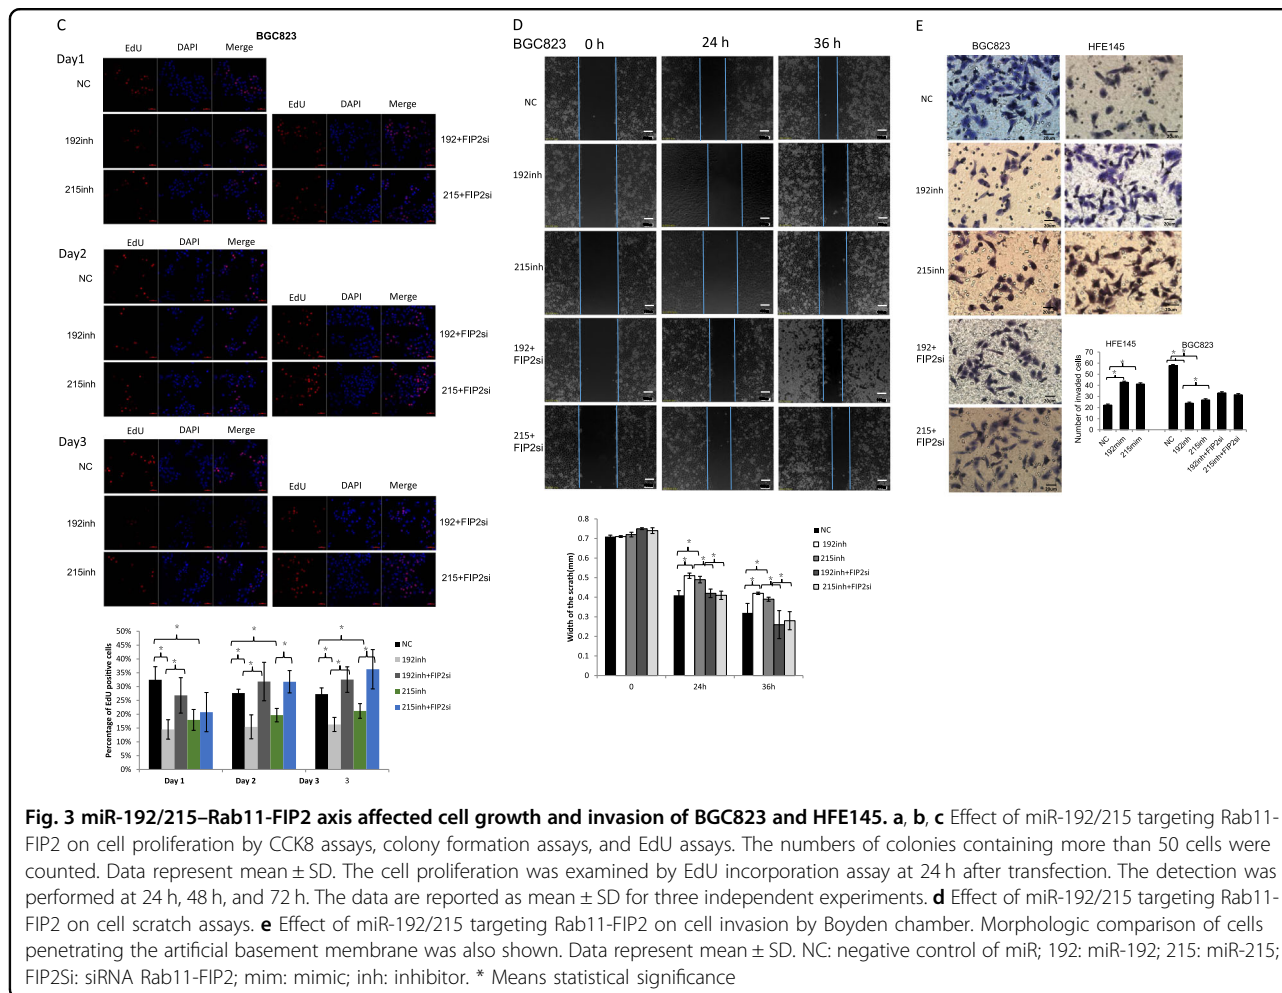 C
BGC823
EdU DAPI Merge
Day1
NC
EdU DAPI Merge
192inh
192+FIP2si
215inh
215+FIP2si
Day2
NC
EdU DAPI Merge
192inh
192+FIP2si
215inh
215+FIP2si
Day3
NC
EdU DAPI Merge
192inh
192+FIP2si
215inh
215+FIP2si
50%
45%
40%
35%
30%
25%
20%
15%
10%
5%
0%
Percentage of EdU positive cells
* * * * * * * * *
NC
192inh
192inh+FIP2si
215inh
215inh+FIP2si
Day 1 Day 2 Day 3 3
D
BGC823 0 h 24 h 36 h
NC
192inh
215inh
192+
FIP2si
215+
FIP2si
0.8
0.7
0.6
0.5
0.4
0.3
0.2
0.1
0
Width of the scrath(mm)
* * * * * * * *
NC
192inh
215inh
192inh+FIP2si
215inh+FIP2si
0 24h 36h
E
BGC823 HFE145
NC
192inh
215inh
192+
FIP2si
215+
FIP2si
20um
HFE145 BGC823
70
60
50
40
30
20
10
0
Number of invaded cells
* * * * *
NC
192mim
215mim
NC
192inh
215inh
192inh+FIP2si
215inh+FIP2si
Fig. 3 miR-192/215–Rab11-FIP2 axis affected cell growth and invasion of BGC823 and HFE145. a, b, c Effect of miR-192/215 targeting Rab11-
FIP2 on cell proliferation by CCK8 assays, colony formation assays, and EdU assays. The numbers of colonies containing more than 50 cells were
counted. Data represent mean ± SD. The cell proliferation was examined by EdU incorporation assay at 24 h after transfection. The detection was
performed at 24 h, 48 h, and 72 h. The data are reported as mean ± SD for three independent experiments. d Effect of miR-192/215 targeting Rab11-
FIP2 on cell scratch assays. e Effect of miR-192/215 targeting Rab11-FIP2 on cell invasion by Boyden chamber. Morphologic comparison of cells
penetrating the artificial basement membrane was also shown. Data represent mean ± SD. NC: negative control of miR; 192: miR-192; 215: miR-215;
FIP2Si: siRNA Rab11-FIP2; mim: mimic; inh: inhibitor. * Means statistical significance